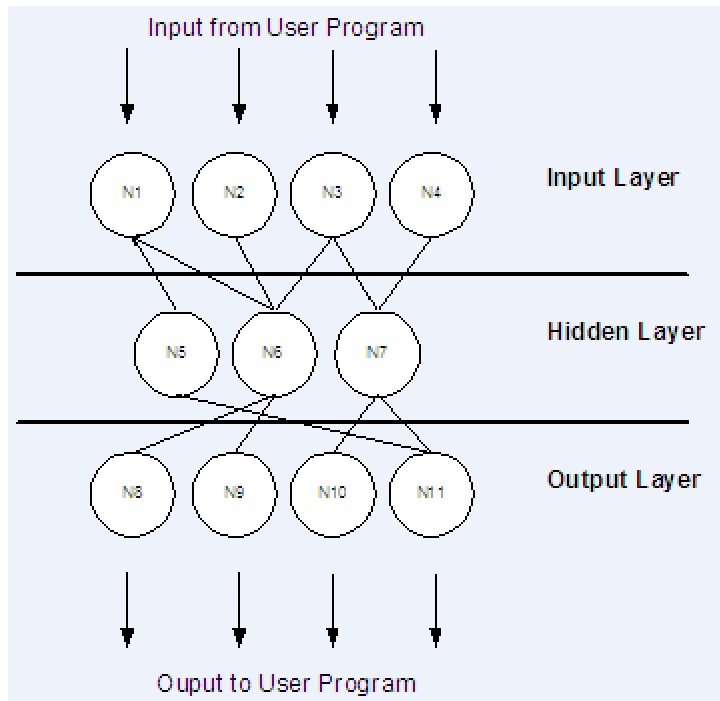 Input from User Program
N1 N2 N3 N4
Input Layer
N5 N6 N7
Hidden Layer
N8 N9 N10 N11
Output Layer
Ouput to User Program